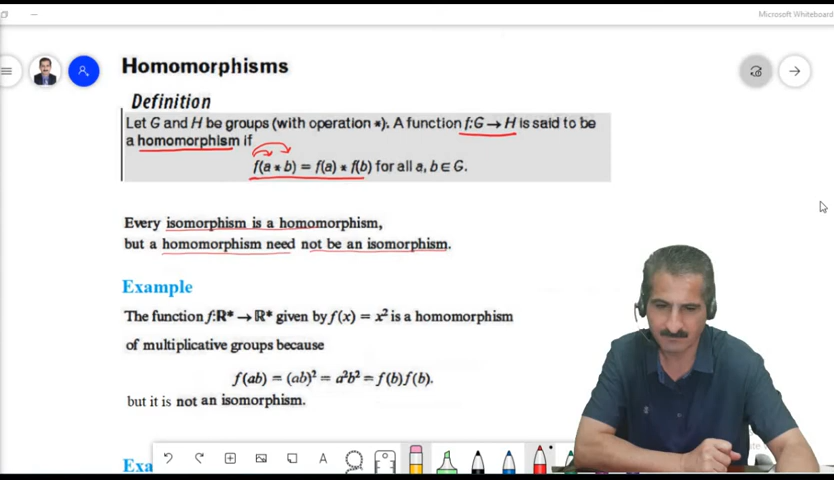 Microsoft Whiteboard
Homomorphisms
Definition
Let G and H be groups (with operation *). A function f:G → H is said to be
a homomorphism if
f(a * b) = f(a) * f(b) for all a, b ∈ G.
Every isomorphism is a homomorphism,
but a homomorphism need not be an isomorphism.
Example
The function f:R* → ℝ* given by f(x) = x² is a homomorphism
of multiplicative groups because
f(ab) = (ab)² = a²b² = f(b)f(b).
but it is not an isomorphism.
Exa